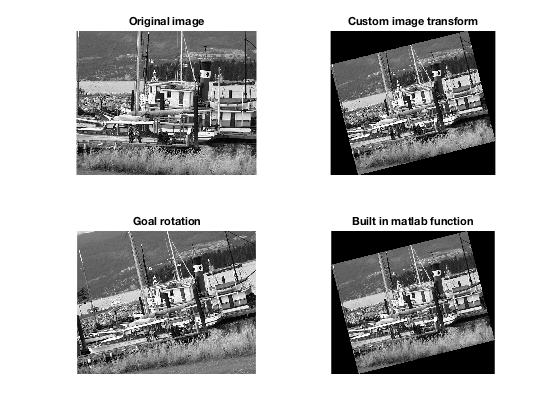 Original image
Custom image transform
Goal rotation
Built in matlab function